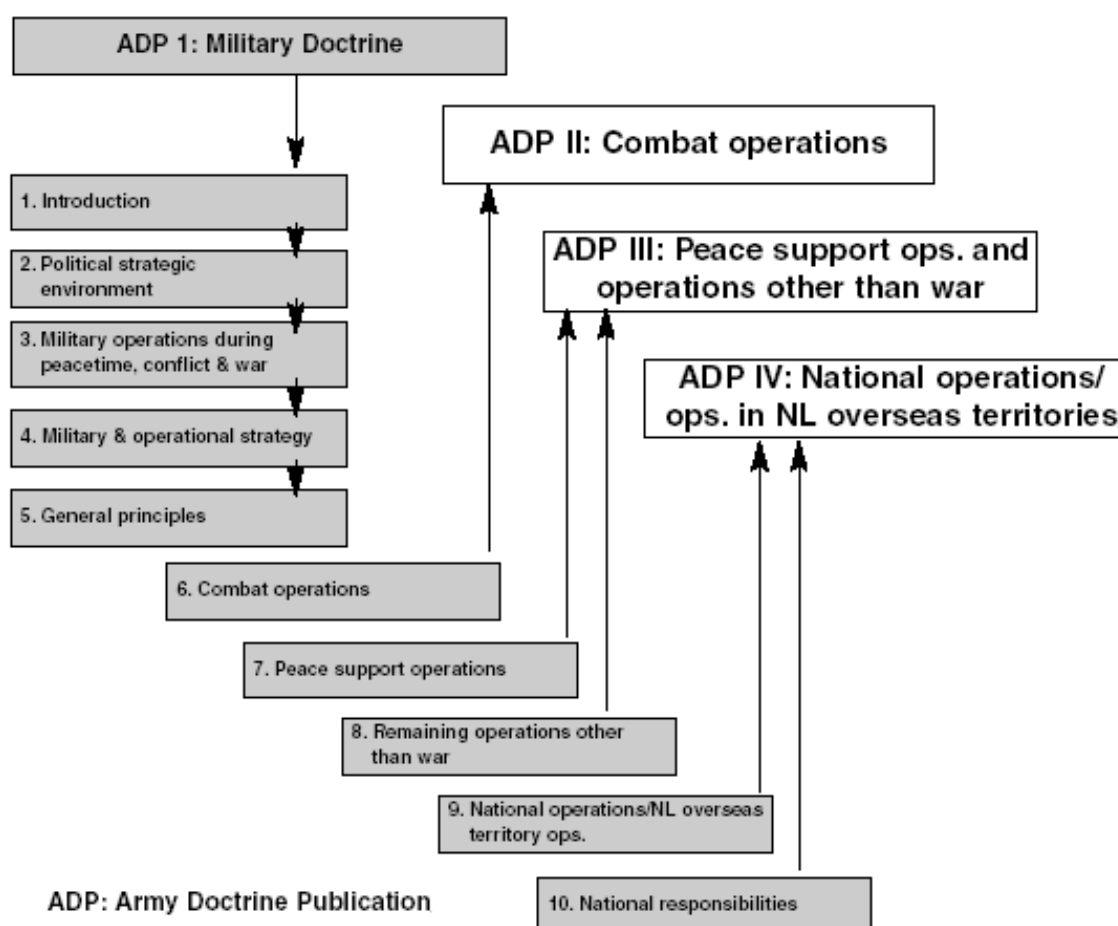 ADP 1: Military Doctrine
ADP II: Combat operations
1. Introduction
ADP III: Peace support ops. and
operations other than war
2. Political strategic
environment
3. Military operations during
peacetime, conflict & war
ADP IV: National operations/
ops. in NL overseas territories
4. Military & operational strategy
5. General principles
6. Combat operations
7. Peace support operations
8. Remaining operations other
than war
9. National operations/NL overseas
territory ops.
ADP: Army Doctrine Publication
10. National responsibilities